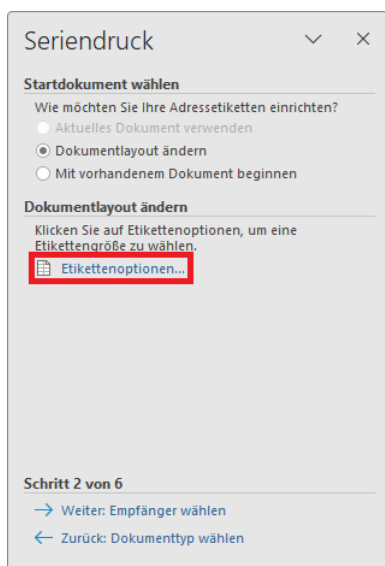 Seriendruck
Startdokument wählen
Wie möchten Sie Ihre Adressetiketten einrichten?
Aktuelles Dokument verwenden
Dokumentlayout ändern
Mit vorhandenem Dokument beginnen
Dokumentlayout ändern
Klicken Sie auf Etikettenoptionen, um eine
Etikettengröße zu wählen.
Etikettenoptionen...
Schritt 2 von 6
Weiter: Empfänger wählen
Zurück: Dokumenttyp wählen